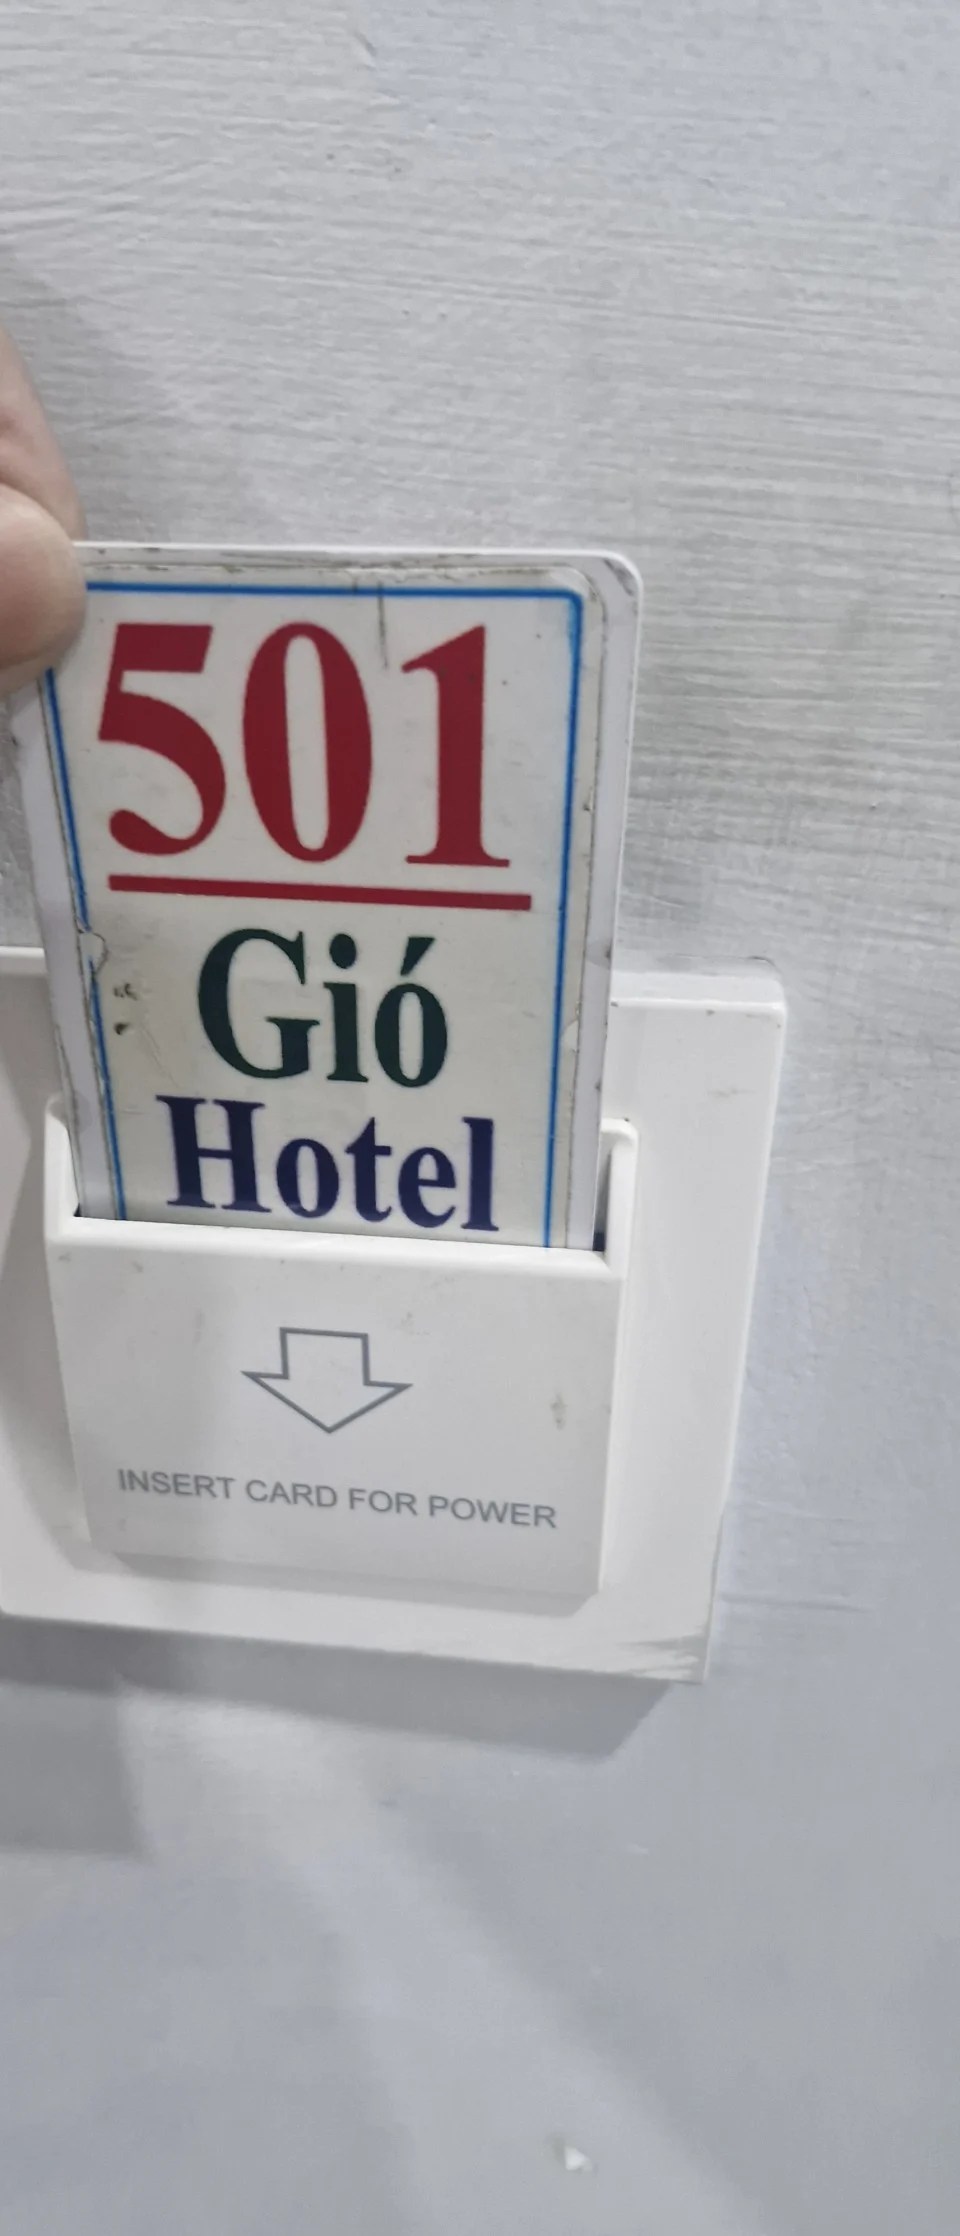 501
Gió
Hotel
INSERT CARD FOR POWER